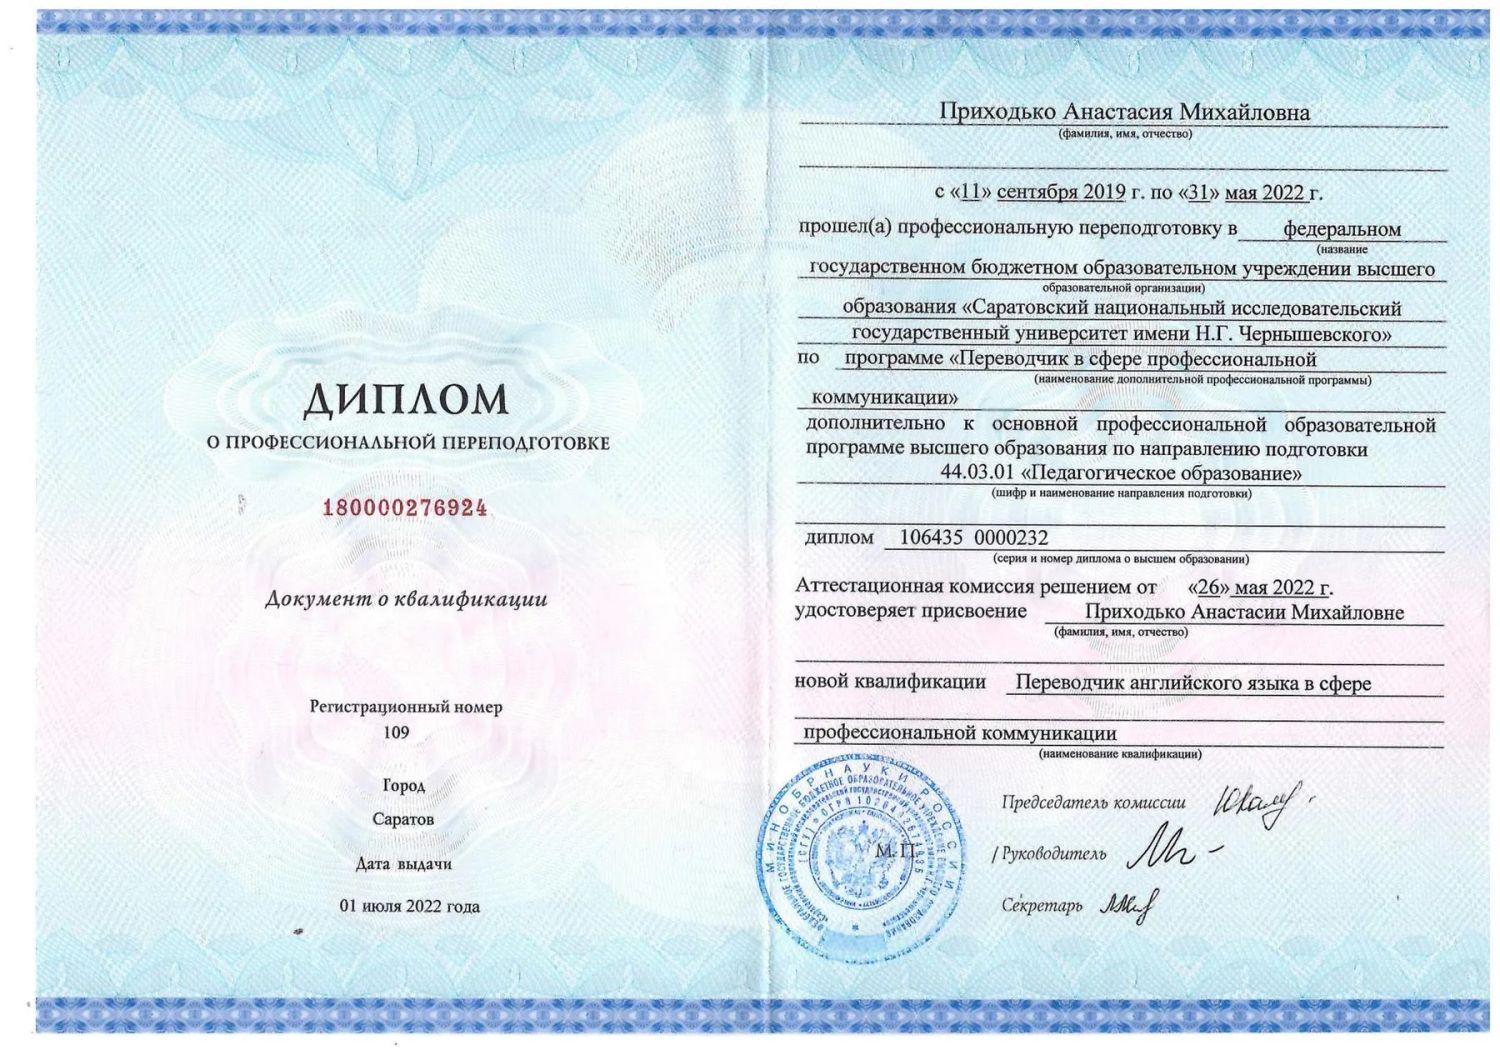 ДИПЛОМ
О ПРОФЕССИОНАЛЬНОЙ ПЕРЕПОДГОТОВКЕ
180000276924
Документ о квалификации
Регистрационный номер
109
Город
Саратов
Дата выдачи
01 июля 2022 года
Приходько Анастасия Михайловна
(фамилия, имя, отчество)
с «11» сентября 2019 г. по «31» мая 2022 г.
прошел(а) профессиональную переподготовку в федеральном
(название
государственном бюджетном образовательном учреждении высшего
образовательной организации)
образования «Саратовский национальный исследовательский
государственный университет имени Н.Г. Чернышевского»
по программе «Переводчик в сфере профессиональной
(наименование дополнительной профессиональной программы)
коммуникации»
дополнительно к основной профессиональной образовательной
программе высшего образования по направлению подготовки
44.03.01 «Педагогическое образование»
(шифр и наименование направления подготовки)
диплом 106435 0000232
(серия и номер диплома о высшем образовании)
Аттестационная комиссия решением от «26» мая 2022 г.
удостоверяет присвоение Приходько Анастасии Михайловне
(фамилия, имя, отчество)
новой квалификации Переводчик английского языка в сфере
профессиональной коммуникации
(наименование квалификации)
МИНОБРНАУКИ РОССИИ
М.П.
Председатель комиссии
Руководитель
Секретарь